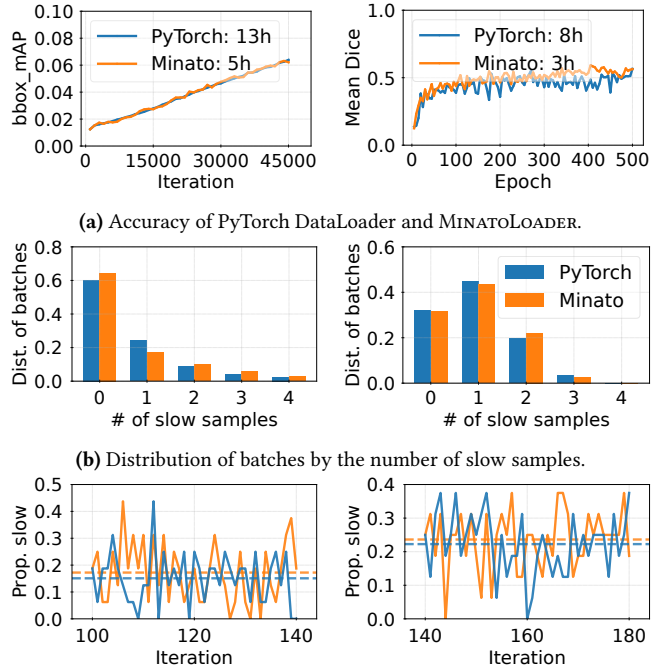 0.10
0.08
0.06
0.04
0.02
0.00
bbox_mAP
PyTorch: 13h
Minato: 5h
0 15000 30000 45000
Iteration
1.0
0.5
0.0
Mean Dice
PyTorch: 8h
Minato: 3h
0 100 200 300 400 500
Epoch
(a) Accuracy of PyTorch DataLoader and MINATOLOADER.
0.8
0.6
0.4
0.2
0.0
Dist. of batches
0 1 2 3 4
# of slow samples
0.6
0.4
0.2
0.0
Dist. of batches
PyTorch
Minato
0 1 2 3 4
# of slow samples
(b) Distribution of batches by the number of slow samples.
0.5
0.4
0.3
0.2
0.1
0.0
Prop. slow
100 120 140
Iteration
0.4
0.3
0.2
0.1
0.0
Prop. slow
140 160 180
Iteration